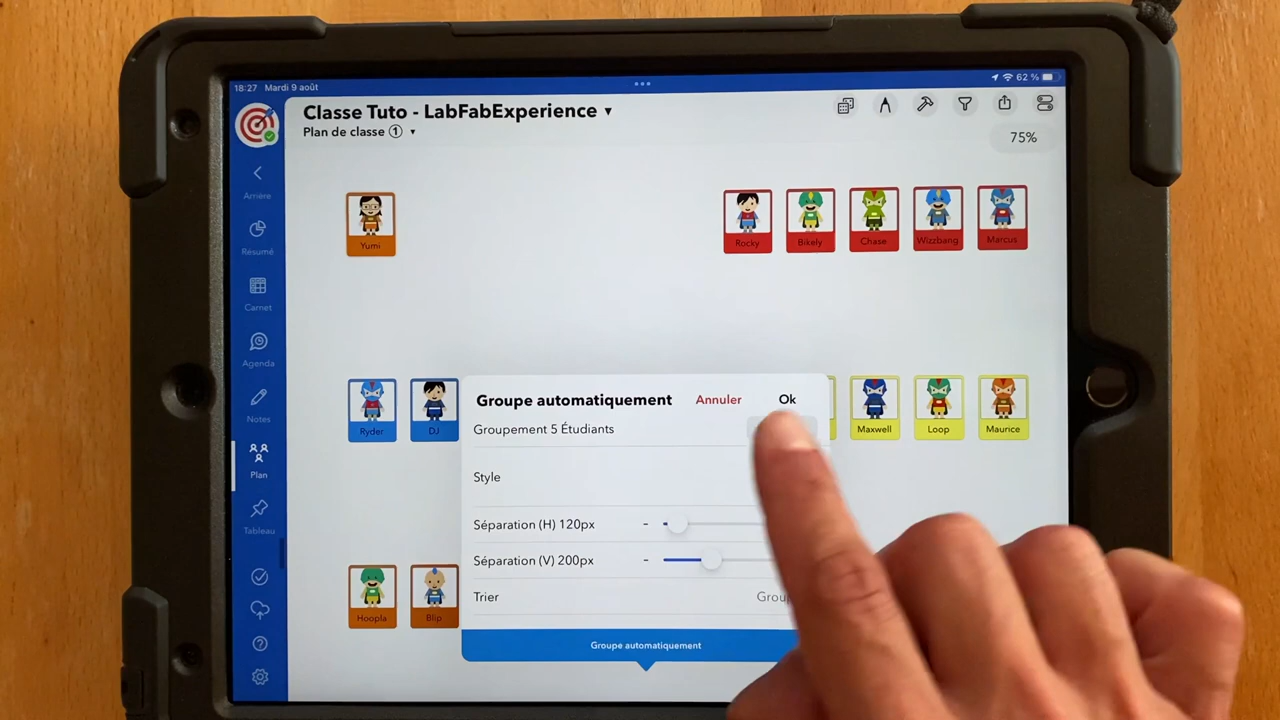 18:27 Mardi 9 août
62 %
Classe Tuto - LabFabExperience
Plan de classe 1
75%
Arrière
Résumé
Carnet
Agenda
Notes
Plan
Tableau
Yumi
Rocky
Bikely
Chase
Wizzbang
Marcus
Ryder
DJ
Maxwell
Loop
Maurice
Hoopla
Blip
Groupe automatiquement
Annuler
Ok
Groupement 5 Étudiants
Style
Séparation (H) 120px
-
Séparation (V) 200px
-
Trier
Groupe automatiquement